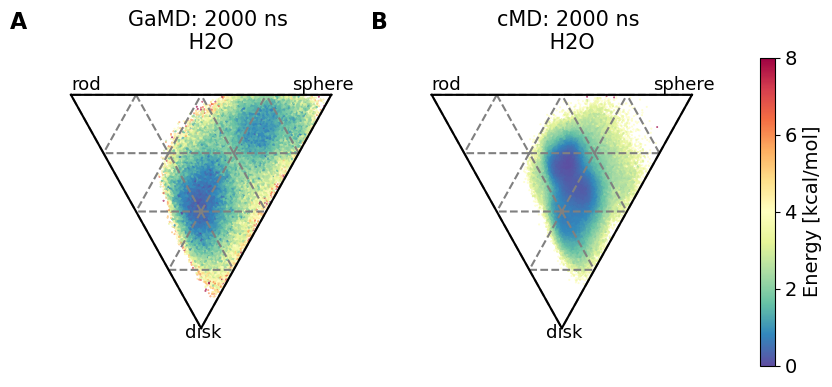 A
GaMD: 2000 ns
H2O
rod
sphere
disk
B
cMD: 2000 ns
H2O
rod
sphere
disk
8
6
4
2
0
Energy [kcal/mol]